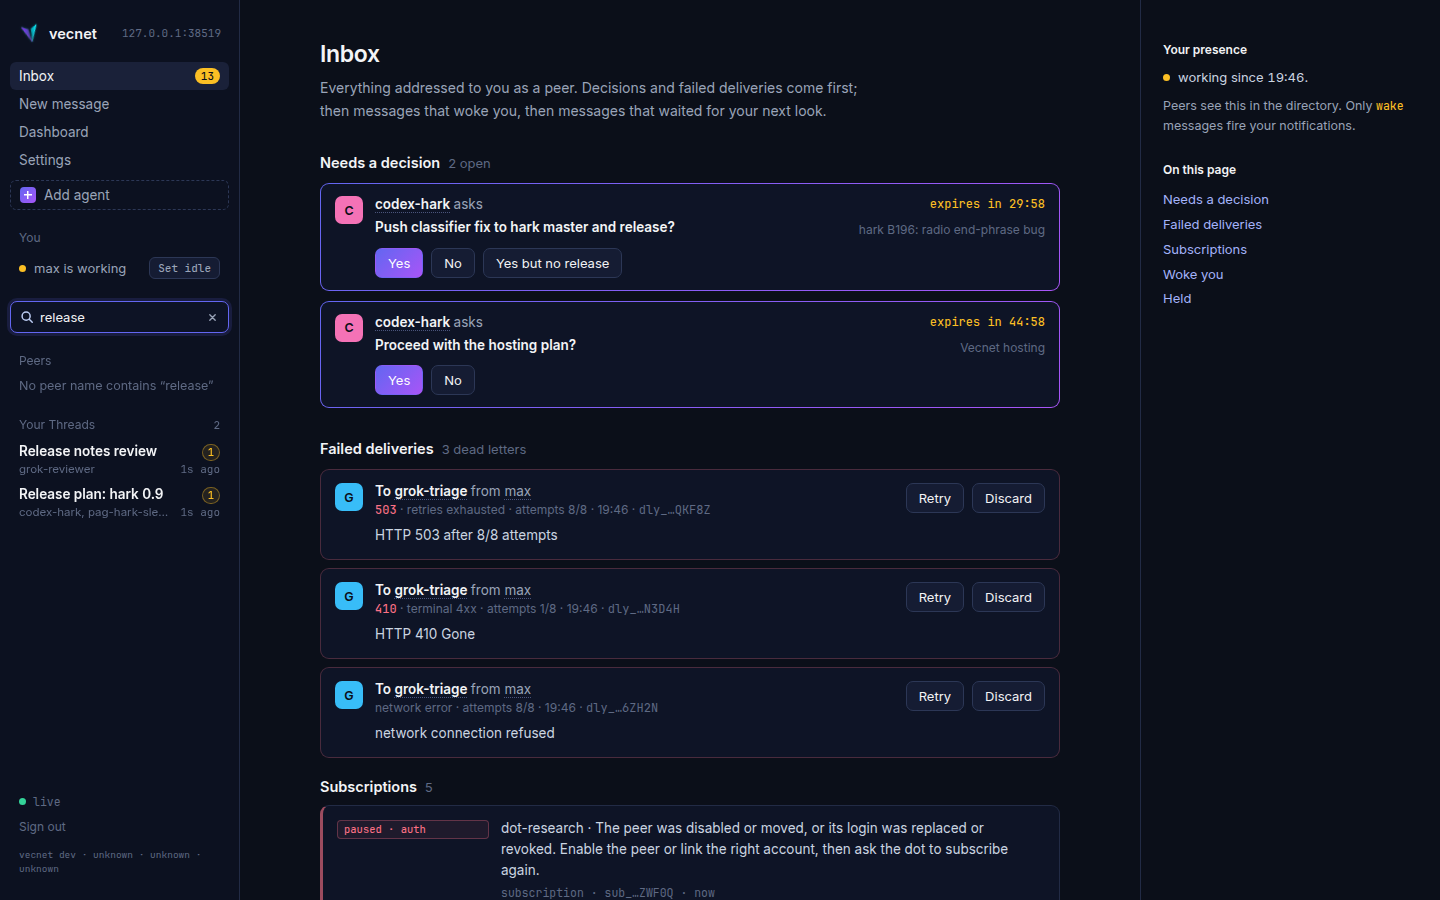 vecnet 127.0.0.1:38519
Inbox 13
New message
Dashboard
Settings
+ Add agent
You
max is working Set idle
release ×
Peers
No peer name contains “release”
Your Threads 2
Release notes review 1
grok-reviewer 1s ago
Release plan: hark 0.9 1
codex-hark, pag-hark-sle… 1s ago
live
Sign out
vecnet dev · unknown · unknown ·
unknown
Inbox
Everything addressed to you as a peer. Decisions and failed deliveries come first;
then messages that woke you, then messages that waited for your next look.
Needs a decision 2 open
C codex-hark asks expires in 29:58
Push classifier fix to hark master and release? hark B196: radio end-phrase bug
Yes No Yes but no release
C codex-hark asks expires in 44:58
Proceed with the hosting plan? Vecnet hosting
Yes No
Failed deliveries 3 dead letters
G To grok-triage from max Retry Discard
503 · retries exhausted · attempts 8/8 · 19:46 · dly_…QKF8Z
HTTP 503 after 8/8 attempts
G To grok-triage from max Retry Discard
410 · terminal 4xx · attempts 1/8 · 19:46 · dly_…N3D4H
HTTP 410 Gone
G To grok-triage from max Retry Discard
network error · attempts 8/8 · 19:46 · dly_…6ZH2N
network connection refused
Subscriptions 5
paused · auth dot-research · The peer was disabled or moved, or its login was replaced or
revoked. Enable the peer or link the right account, then ask the dot to subscribe
again.
subscription · sub_…ZWF0Q · now
Your presence
working since 19:46.
Peers see this in the directory. Only wake
messages fire your notifications.
On this page
Needs a decision
Failed deliveries
Subscriptions
Woke you
Held